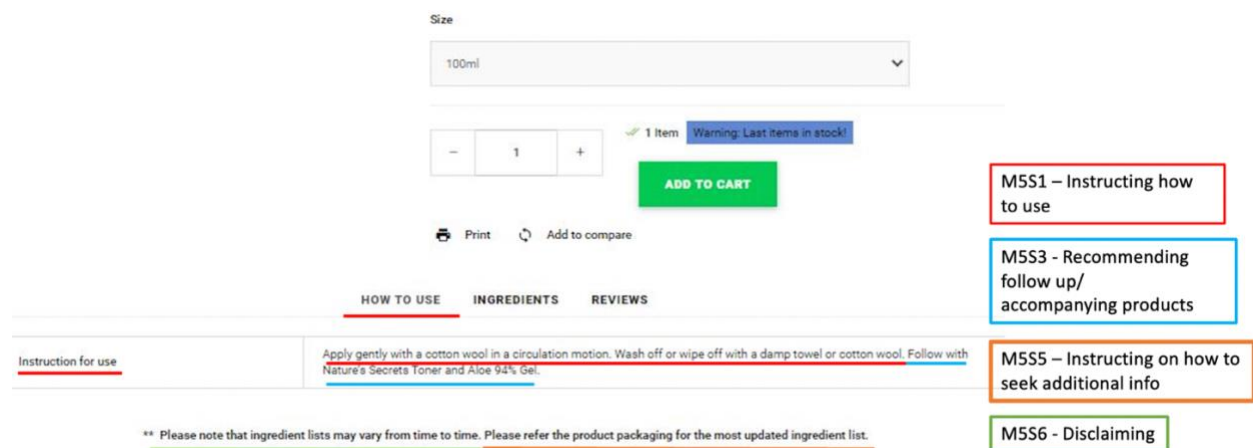 Size
100ml
- 1 +
1 Item Warning: Last items in stock!
ADD TO CART
Print Add to compare
HOW TO USE INGREDIENTS REVIEWS
Instruction for use
Apply gently with a cotton wool in a circulation motion. Wash off or wipe off with a damp towel or cotton wool. Follow with
Nature's Secrets Toner and Aloe 94% Gel.
** Please note that ingredient lists may vary from time to time. Please refer the product packaging for the most updated ingredient list.
M5S1 – Instructing how
to use
M5S3 - Recommending
follow up/
accompanying products
M5S5 – Instructing on how to
seek additional info
M5S6 - Disclaiming